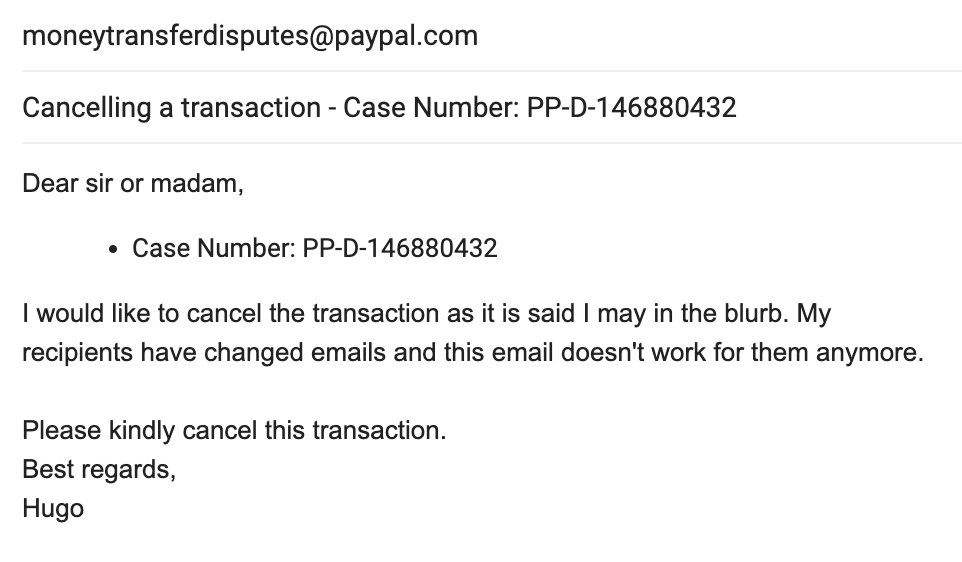 moneytransferdisputes@paypal.com
Cancelling a transaction - Case Number: PP-D-146880432
Dear sir or madam,
• Case Number: PP-D-146880432
I would like to cancel the transaction as it is said I may in the blurb. My
recipients have changed emails and this email doesn't work for them anymore.
Please kindly cancel this transaction.
Best regards,
Hugo